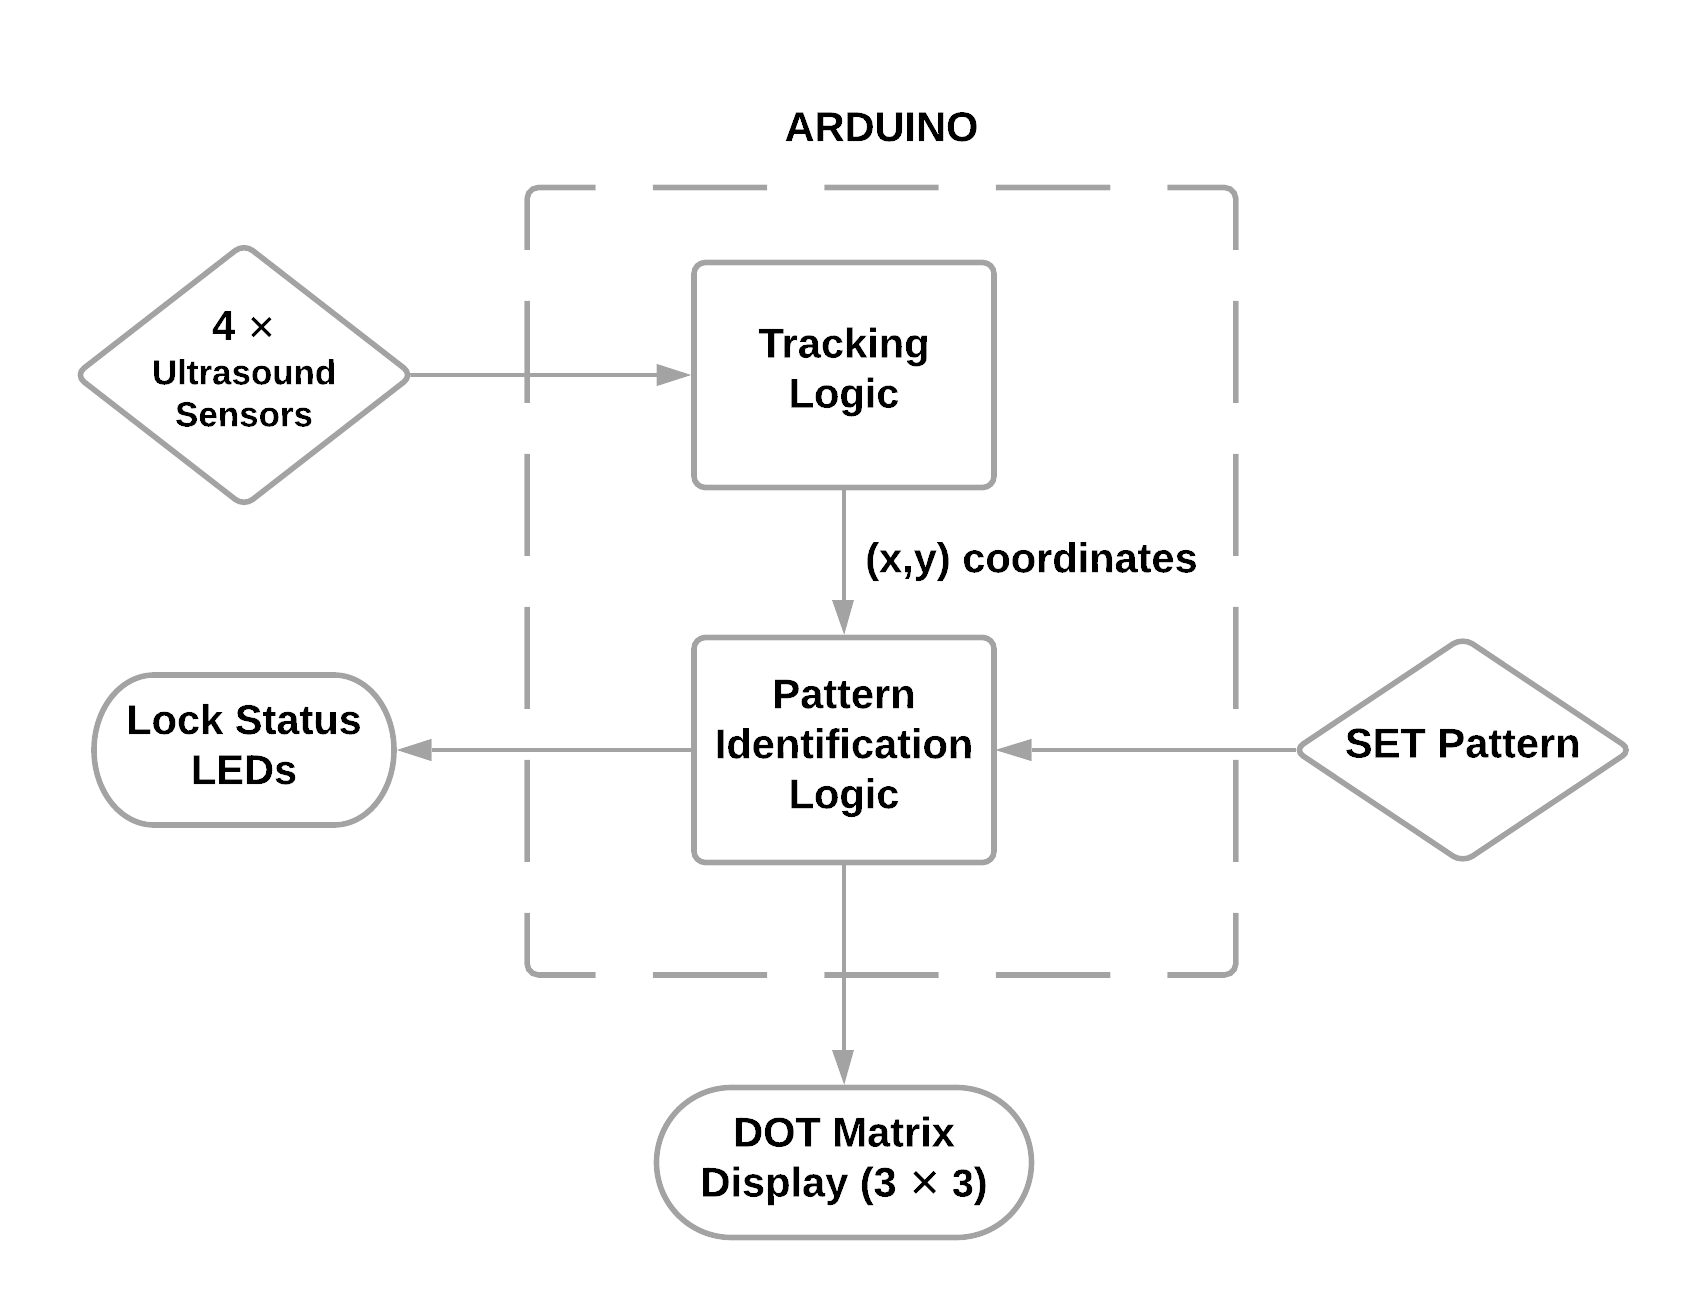 ARDUINO
4 ×
Ultrasound
Sensors
Tracking
Logic
(x,y) coordinates
Lock Status
LEDs
Pattern
Identification
Logic
SET Pattern
DOT Matrix
Display (3 × 3)